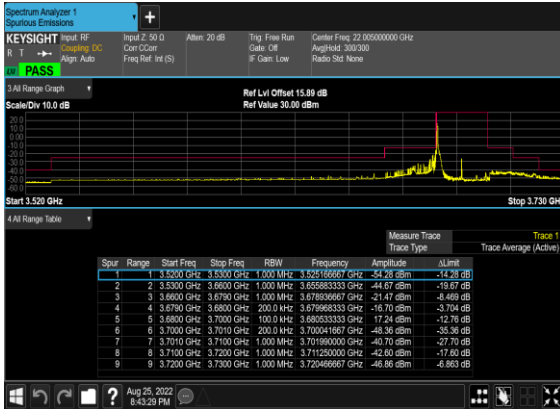 Spectrum Analyzer 1
Spurious Emissions
+
KEYSIGHT Input: RF Input Z: 50 Ω Atten: 20 dB Trig: Free Run Center Freq: 22.005000000 GHz
R T Coupling: DC Corr CCorr Gate: Off Avg|Hold: 300/300
Align: Auto Freq Ref: Int (S) IF Gain: Low Radio Std: None
PASS
3 All Range Graph
Ref Lvl Offset 15.89 dB
Scale/Div 10.0 dB Ref Value 30.00 dBm
20.0
10.0
0.00
-10.0
-20.0
-30.0
-40.0
-50.0
-60.0
Start 3.520 GHz Stop 3.730 GH
4 All Range Table
Measure Trace Trace 1
Trace Type Trace Average (Active)
Spur Range Start Freq Stop Freq RBW Frequency Amplitude ΔLimit
1 1 3.5200 GHz 3.5300 GHz 1.000 MHz 3.525166667 GHz -54.28 dBm -14.28 dB
2 2 3.5300 GHz 3.6600 GHz 1.000 MHz 3.655883333 GHz -44.67 dBm -19.67 dB
3 3 3.6600 GHz 3.6790 GHz 1.000 MHz 3.678936667 GHz -21.47 dBm -8.469 dB
4 4 3.6790 GHz 3.6800 GHz 200.0 kHz 3.679968333 GHz -16.70 dBm -3.704 dB
5 5 3.6800 GHz 3.7000 GHz 100.0 kHz 3.680533333 GHz 17.24 dBm -12.76 dB
6 6 3.7000 GHz 3.7010 GHz 200.0 kHz 3.700041667 GHz -48.36 dBm -35.36 dB
7 7 3.7010 GHz 3.7100 GHz 1.000 MHz 3.701990000 GHz -40.70 dBm -27.70 dB
8 8 3.7100 GHz 3.7200 GHz 1.000 MHz 3.711250000 GHz -42.60 dBm -17.60 dB
9 9 3.7200 GHz 3.7300 GHz 1.000 MHz 3.720466667 GHz -46.86 dBm -6.863 dB
? Aug 25, 2022
8:43:29 PM